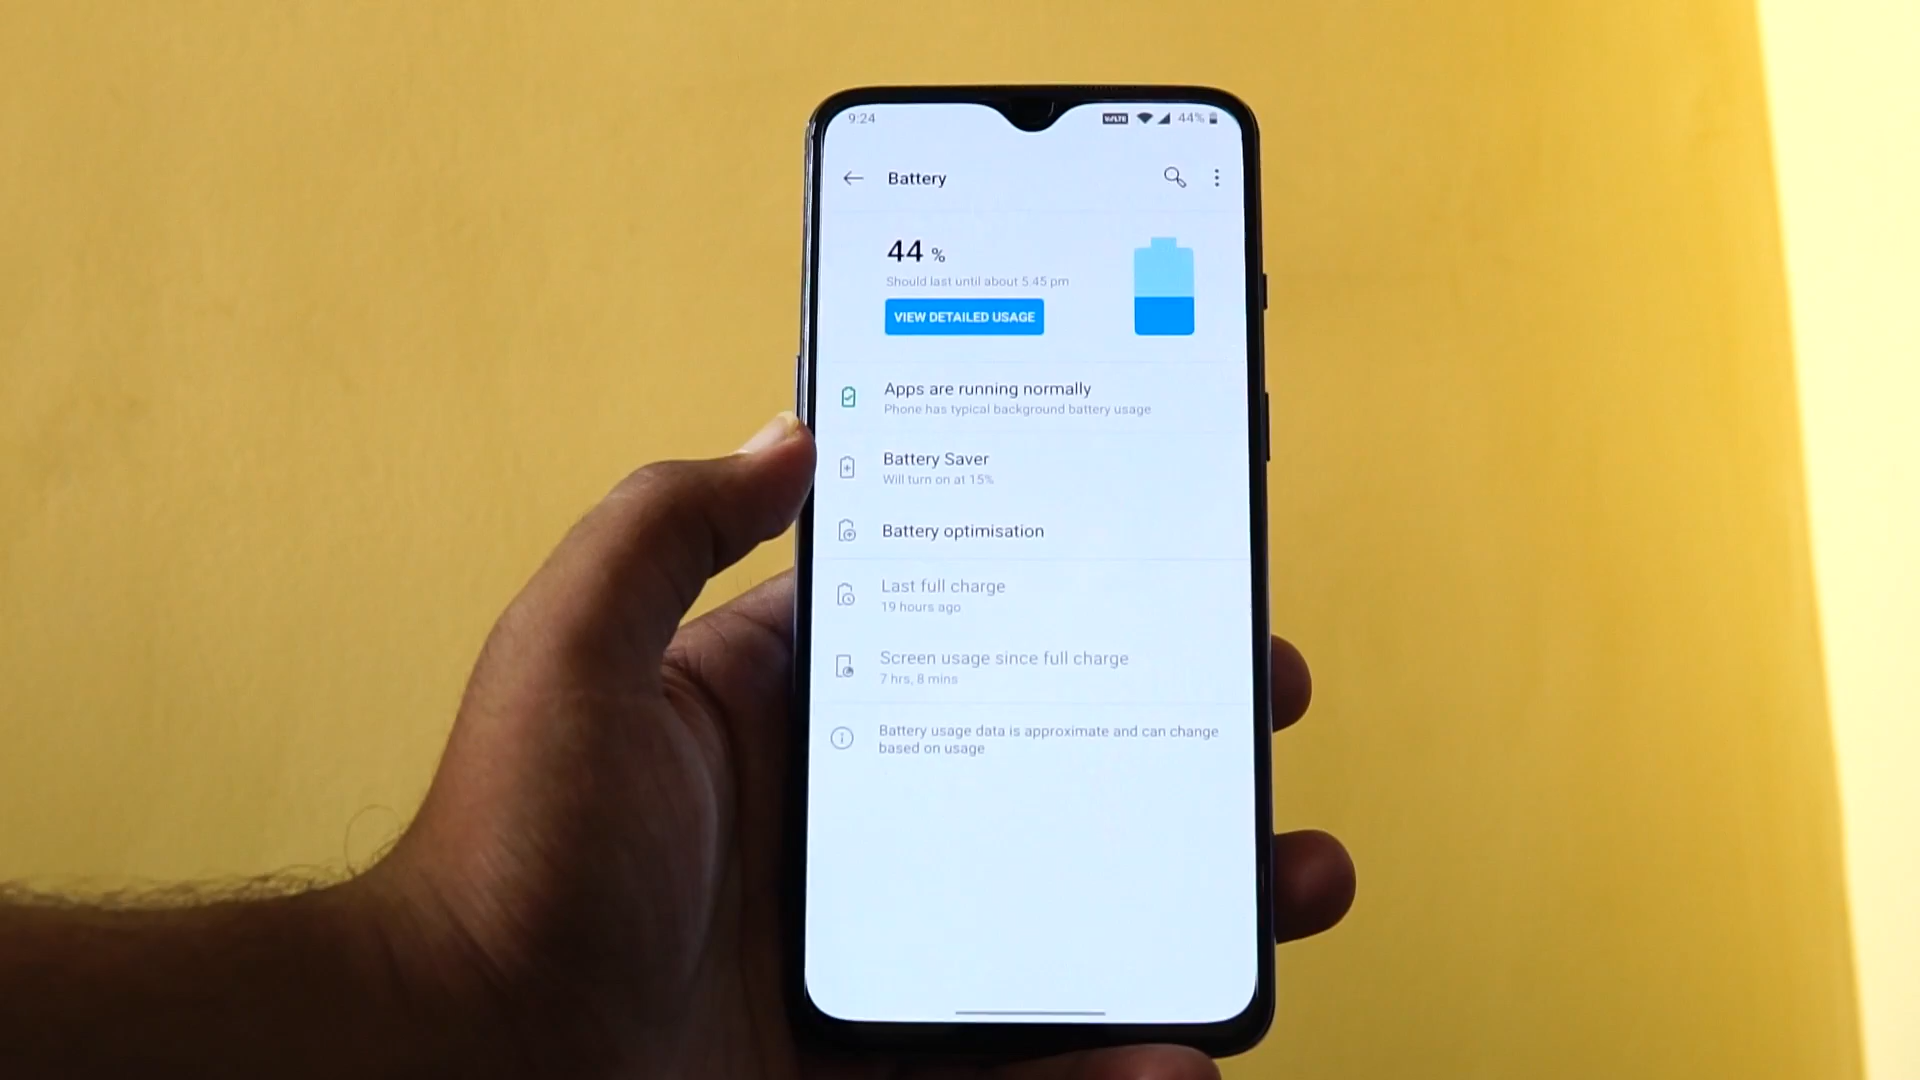 9:24
VoLTE 44%
Battery
44 %
Should last until about 5.45 pm
VIEW DETAILED USAGE
Apps are running normally
Phone has typical background battery usage
Battery Saver
Will turn on at 15%
Battery optimisation
Last full charge
19 hours ago
Screen usage since full charge
7 hrs, 8 mins
Battery usage data is approximate and can change
based on usage